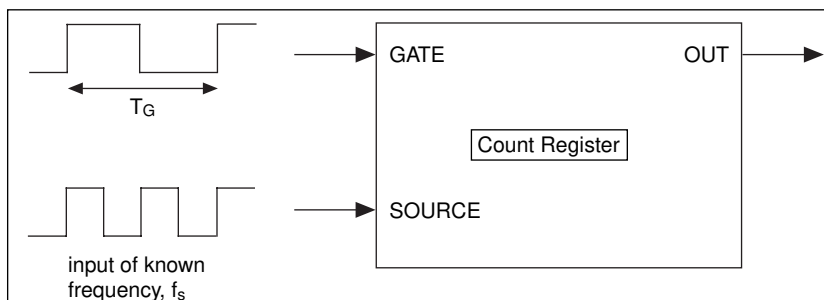 GATE
OUT
T_G
Count Register
SOURCE
input of known
frequency, f_s